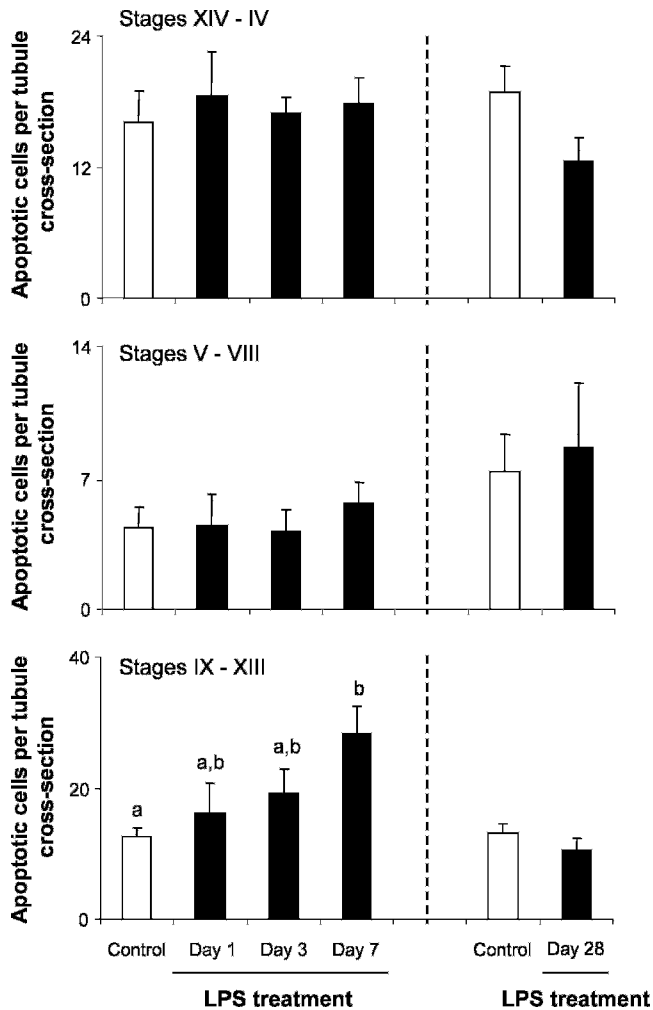 Stages XIV - IV
Apoptotic cells per tubule
cross-section
24
12
0
Stages V - VIII
Apoptotic cells per tubule
cross-section
14
7
0
Stages IX - XIII
Apoptotic cells per tubule
cross-section
40
20
0
a
a,b
a,b
b
Control
Day 1
Day 3
Day 7
Control
Day 28
LPS treatment
LPS treatment